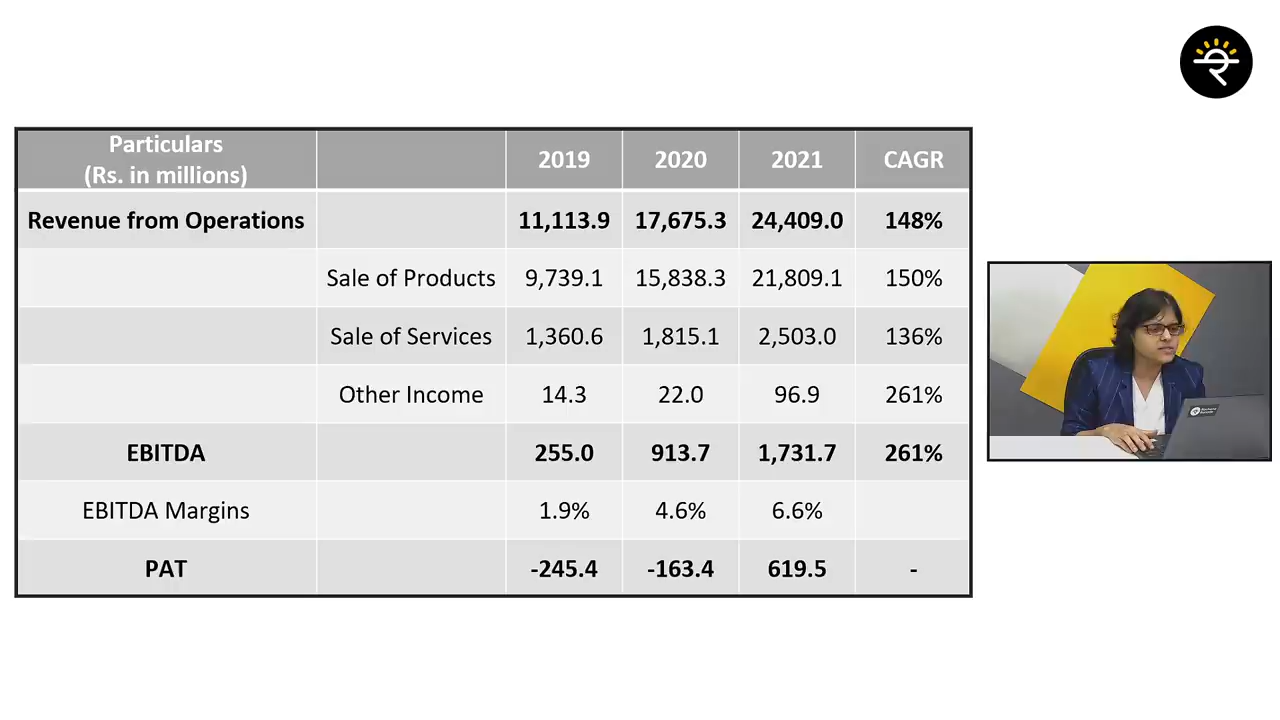 Particulars
(Rs. in millions) 2019 2020 2021 CAGR
Revenue from Operations 11,113.9 17,675.3 24,409.0 148%
Sale of Products 9,739.1 15,838.3 21,809.1 150%
Sale of Services 1,360.6 1,815.1 2,503.0 136%
Other Income 14.3 22.0 96.9 261%
EBITDA 255.0 913.7 1,731.7 261%
EBITDA Margins 1.9% 4.6% 6.6%
PAT -245.4 -163.4 619.5 -